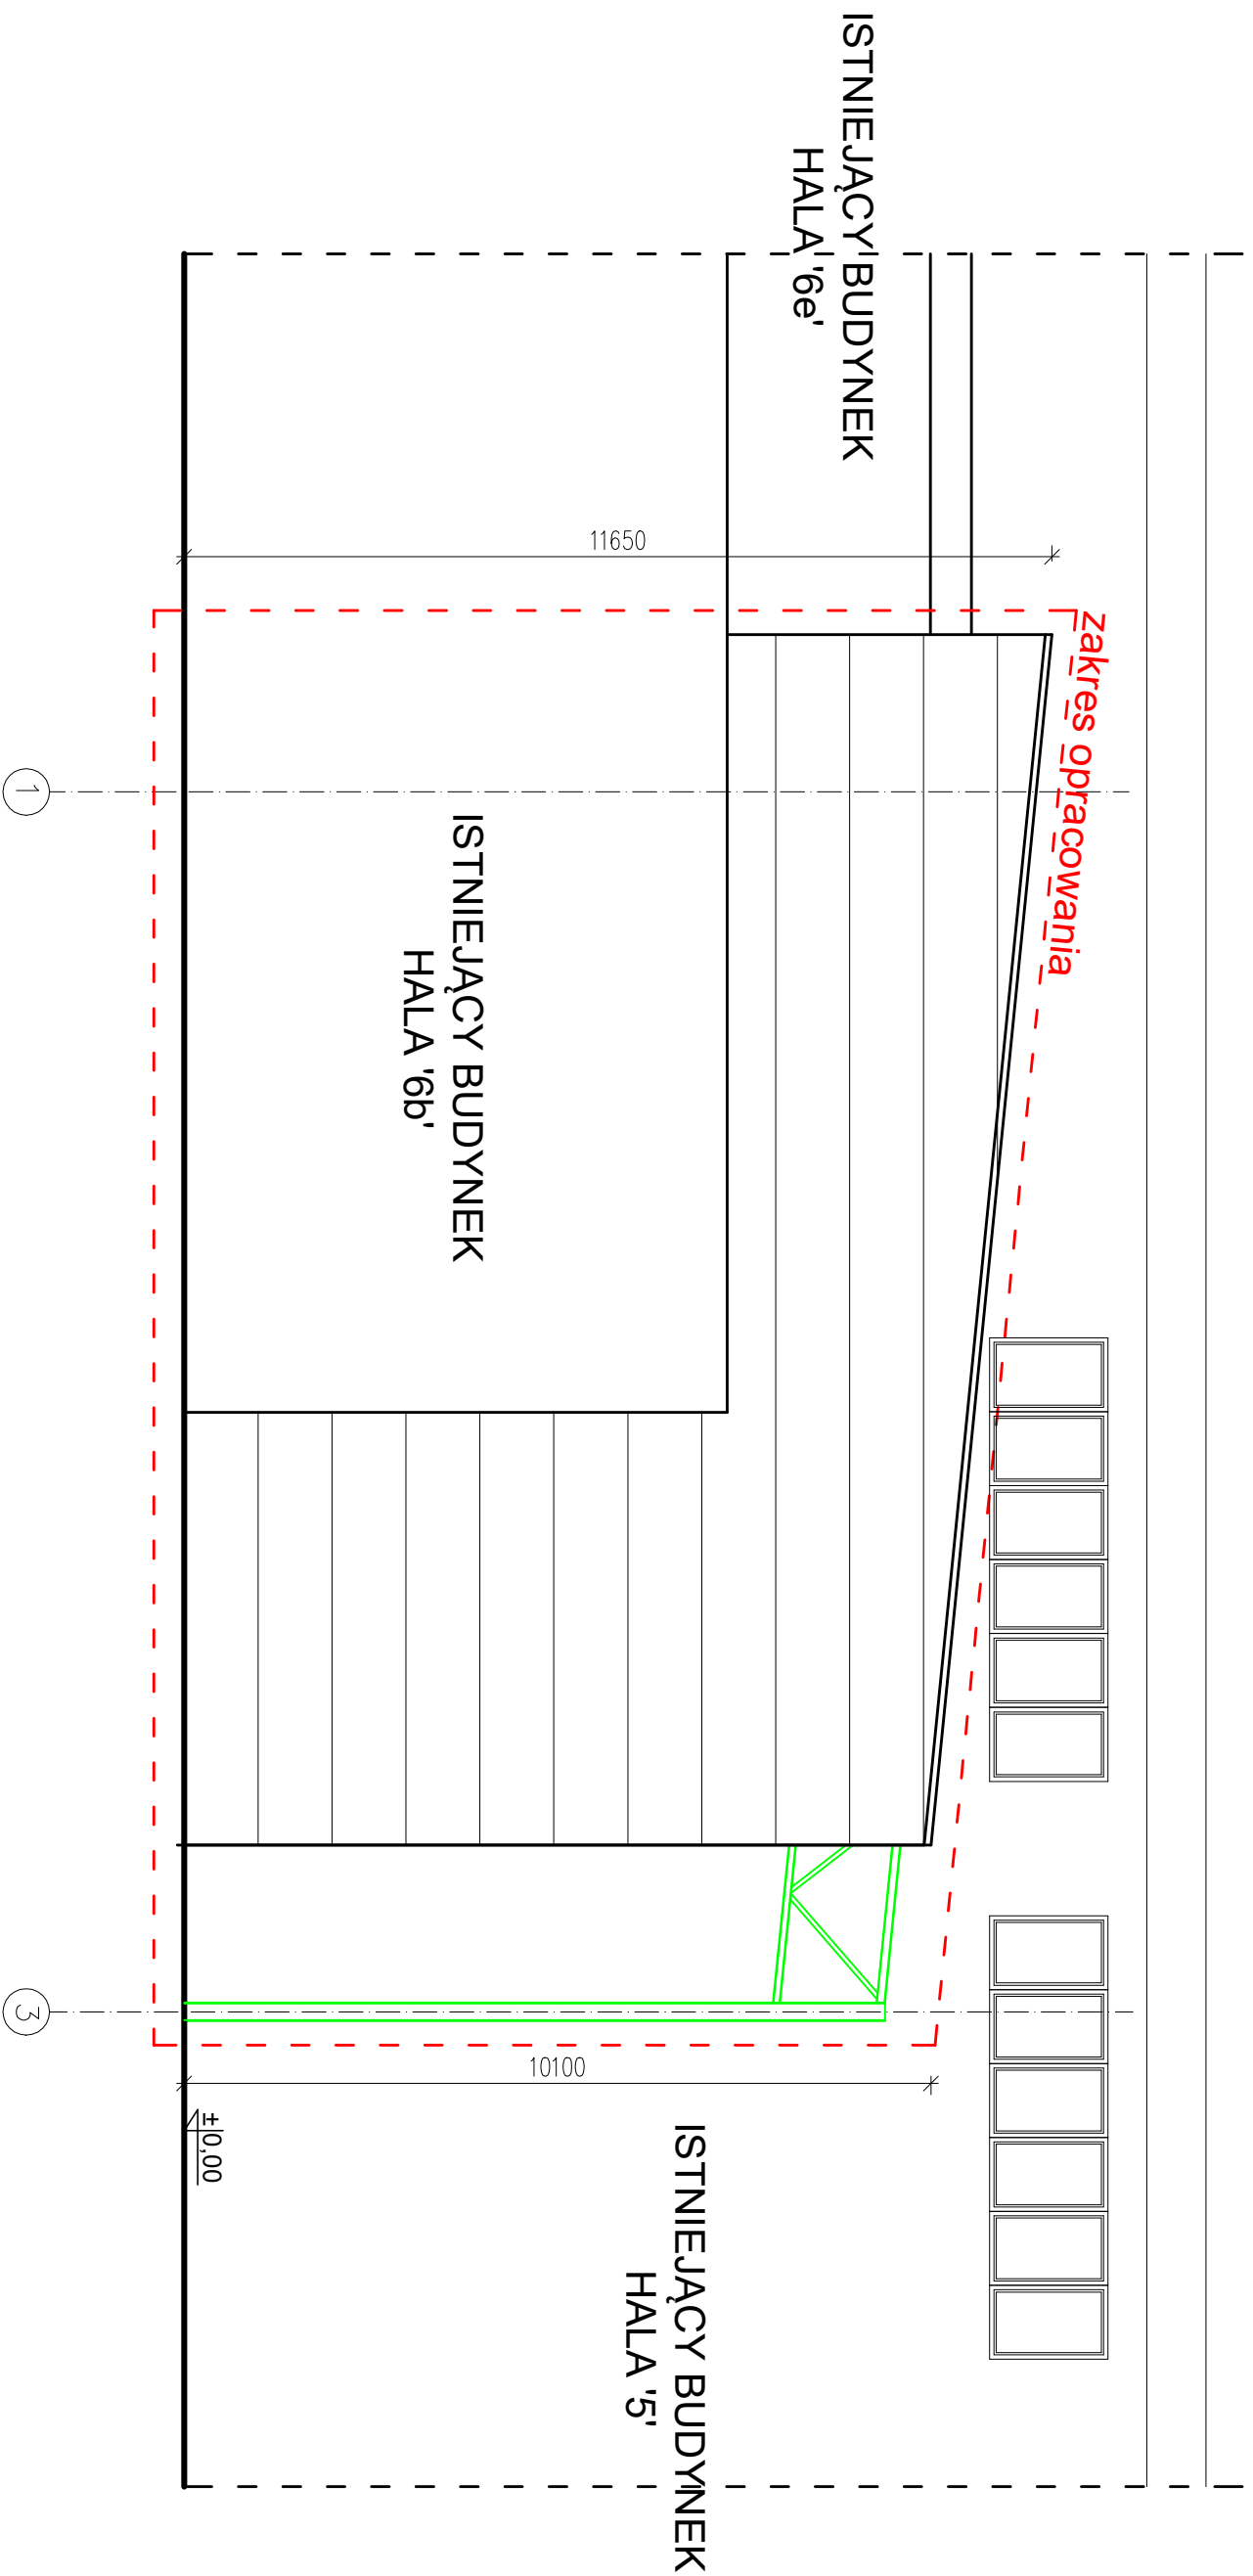 ISTNIEJĄCY BUDYNEK
HALA '6e'
11650
zakres opracowania
1
ISTNIEJĄCY BUDYNEK
HALA '6b'
3
10100
±0,00
ISTNIEJĄCY BUDYNEK
HALA '5'